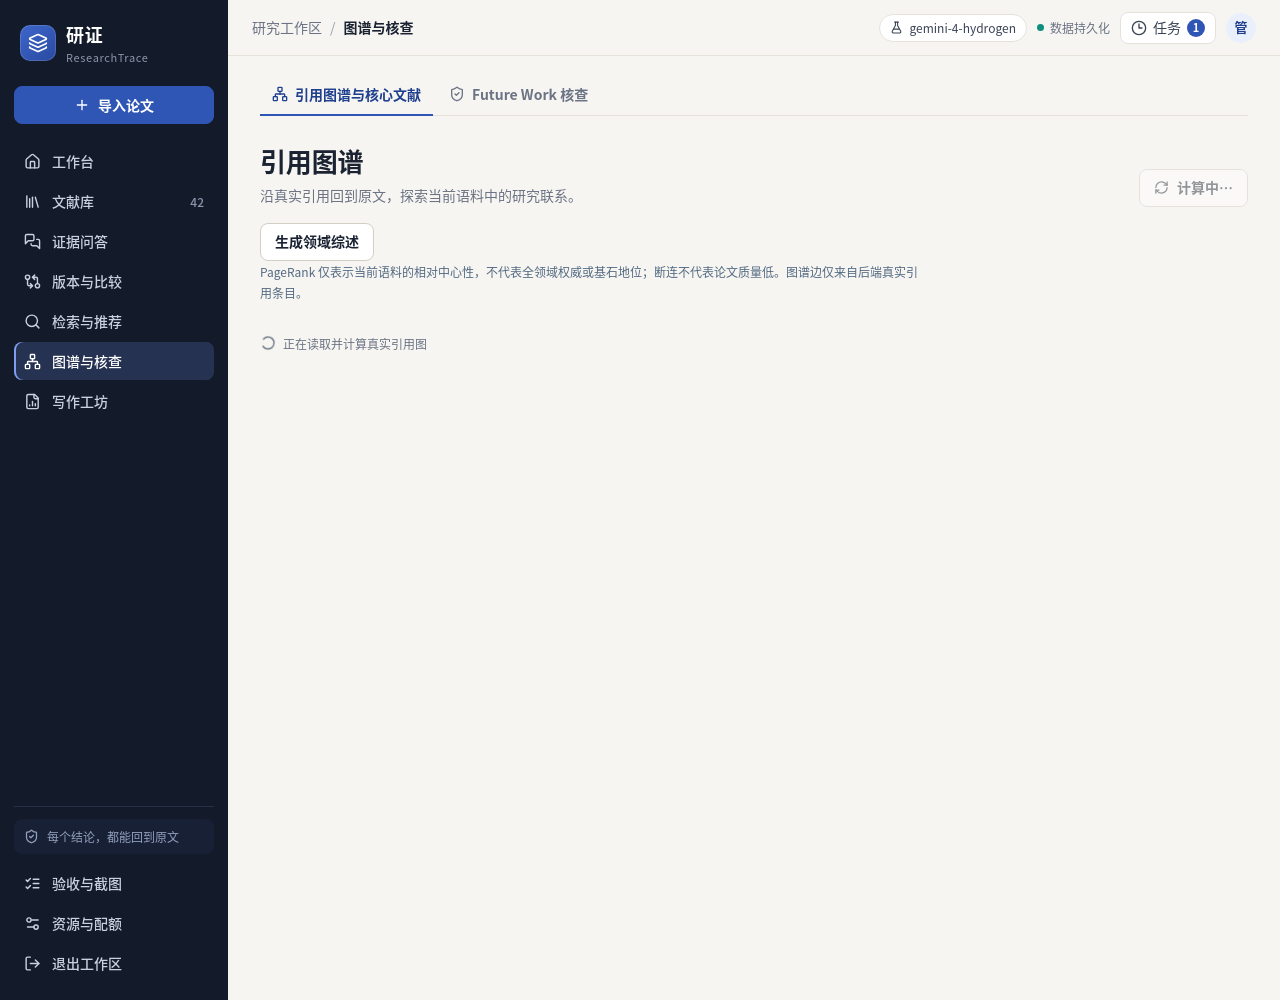 研证
ResearchTrace
导入论文
工作台
文献库 42
证据问答
版本与比较
检索与推荐
图谱与核查
写作工坊
每个结论，都能回到原文
验收与截图
资源与配额
退出工作区
研究工作区 / 图谱与核查
gemini-4-hydrogen
数据持久化
任务 1
管
引用图谱与核心文献
Future Work 核查
引用图谱
沿真实引用回到原文，探索当前语料中的研究联系。
计算中…
生成领域综述
PageRank 仅表示当前语料的相对中心性，不代表全领域权威或基石地位；断连不代表论文质量低。图谱边仅来自后端真实引
用条目。
正在读取并计算真实引用图